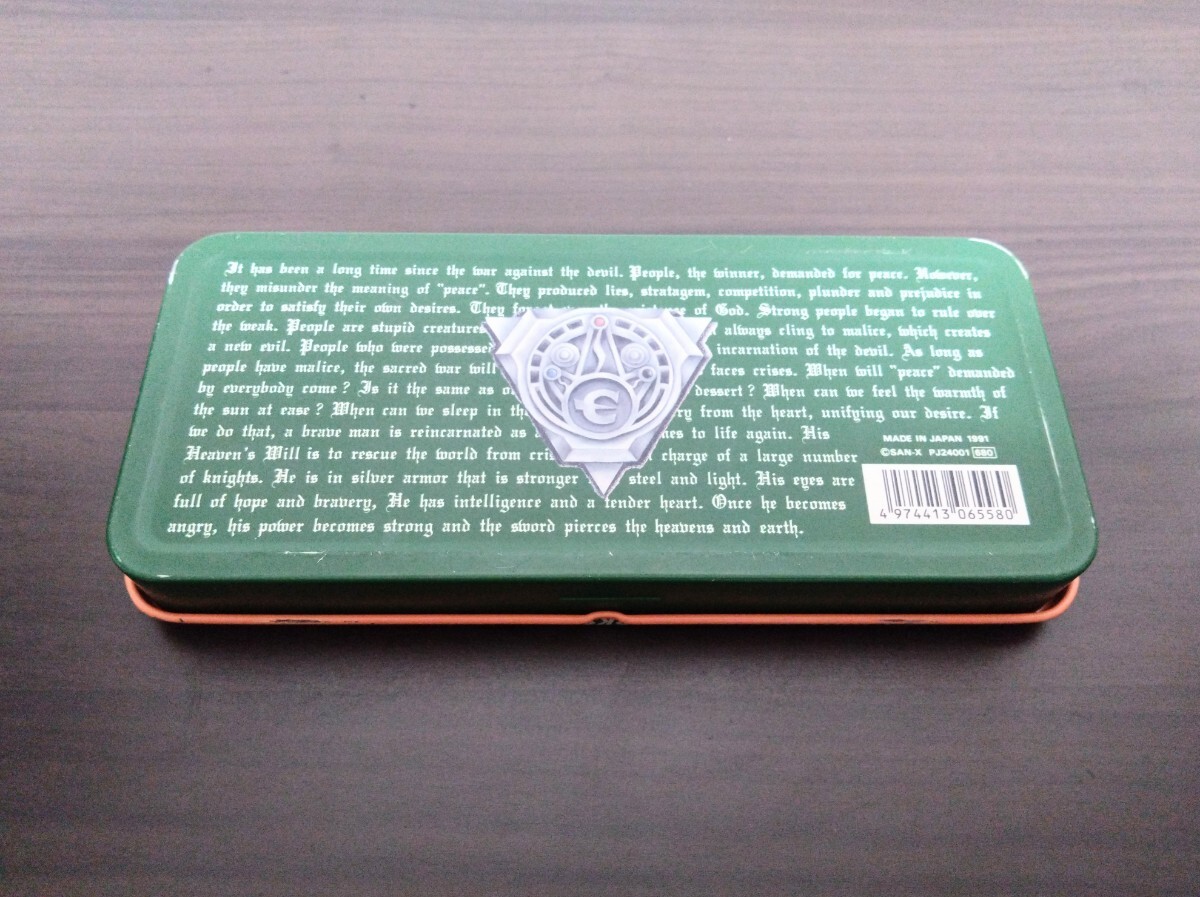 It has been a long time since the war against the devil. People, the winner, demanded for peace. However,
they misunder the meaning of "peace". They produced lies, stratagem, competition, plunder and prejudice in
order to satisfy their own desires. They of God. Strong people began to rule over
the weak. People are stupid creatures always cling to malice, which creates
a new evil. People who were possessed incarnation of the devil. As long as
people have malice, the sacred war will faces crises. When will "peace" demanded
by everybody come? Is it the same as dessert? When can we feel the warmth of
the sun at ease? When can we sleep in from the heart, unifying our desire. If
we do that, a brave man is reincarnated as to life again. His
Heaven's Will is to rescue the world from charge of a large number
of knights. He is in silver armor that is stronger steel and light. His eyes are
full of hope and bravery, He has intelligence and a tender heart. Once he becomes
angry, his power becomes strong and the sword pierces the heavens and earth.
MADE IN JAPAN 1991
©SAN-X PJ24001 680
4 974413 065580